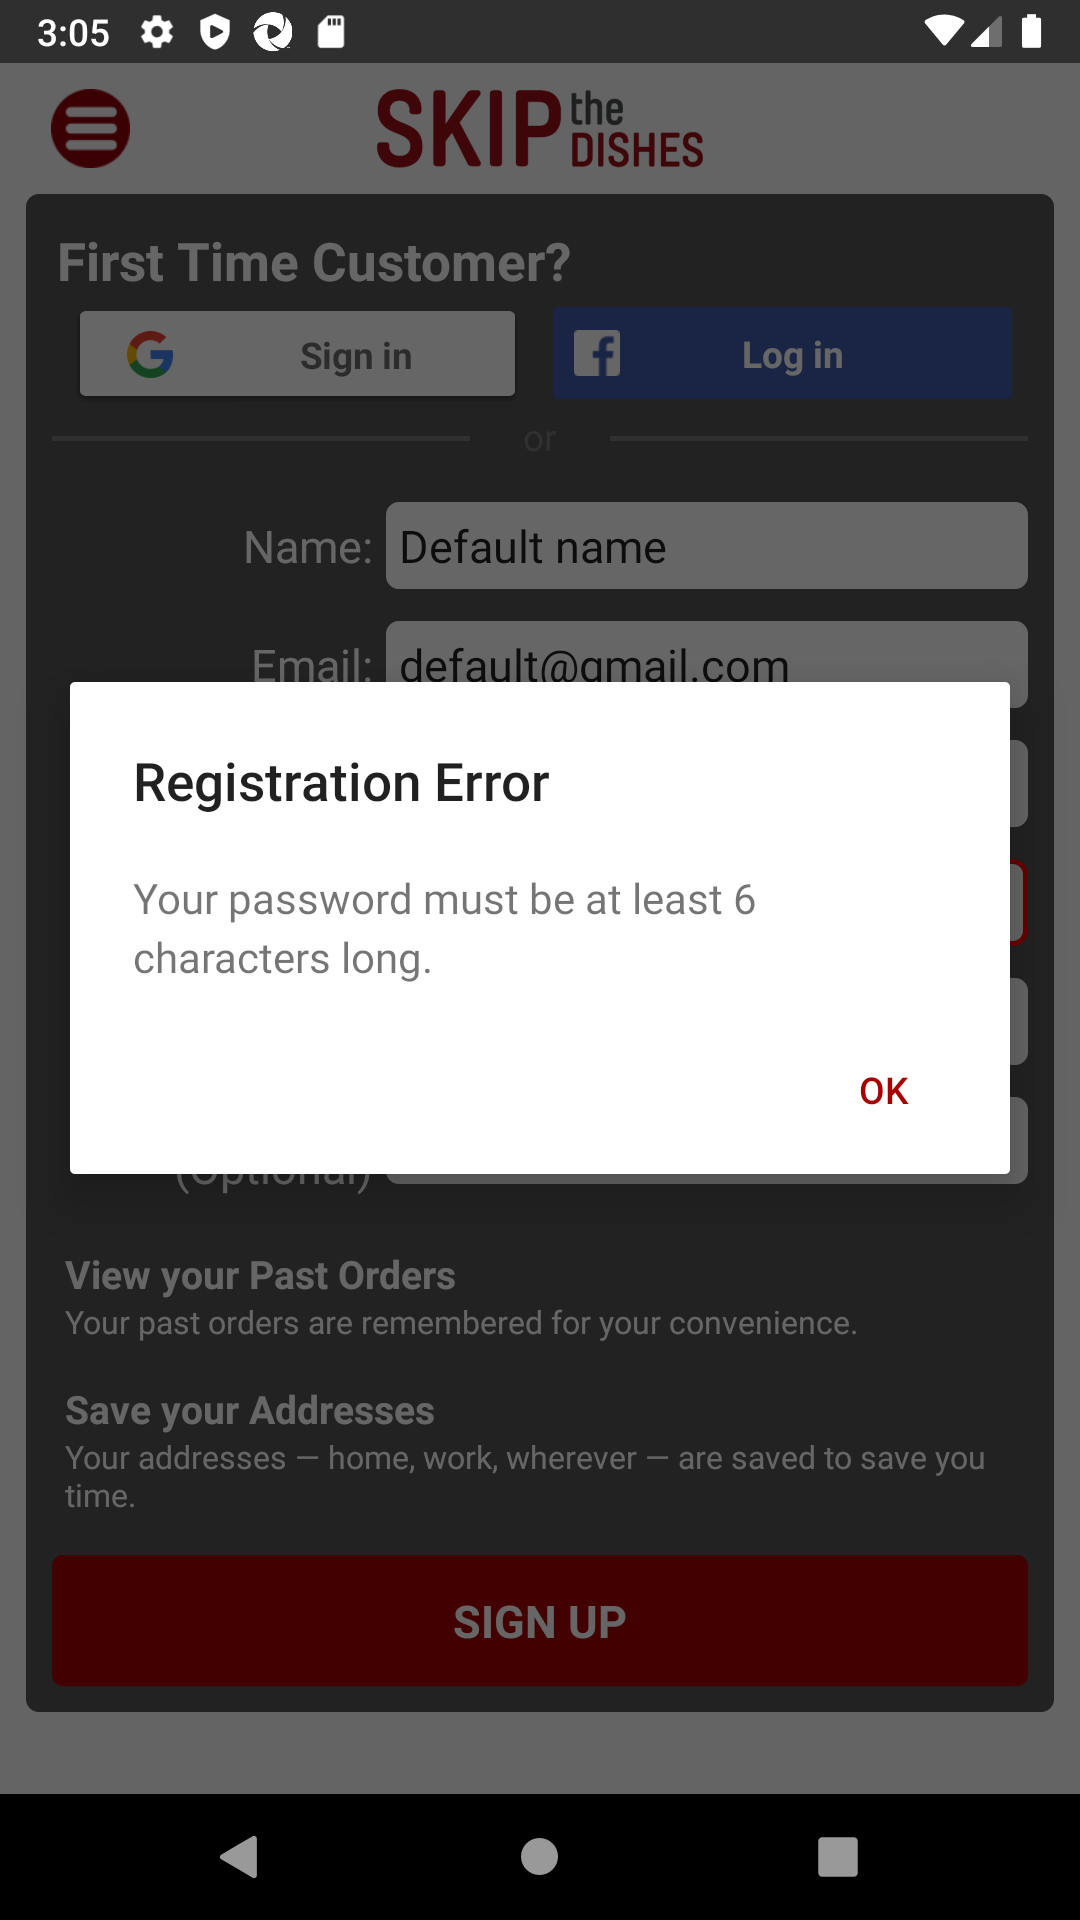 3:05
SKIP the DISHES
First Time Customer?
Sign in
Log in
or
Name: Default name
Email: default@gmail.com
Registration Error
Your password must be at least 6
characters long.
OK
(Optional)
View your Past Orders
Your past orders are remembered for your convenience.
Save your Addresses
Your addresses — home, work, wherever — are saved to save you
time.
SIGN UP